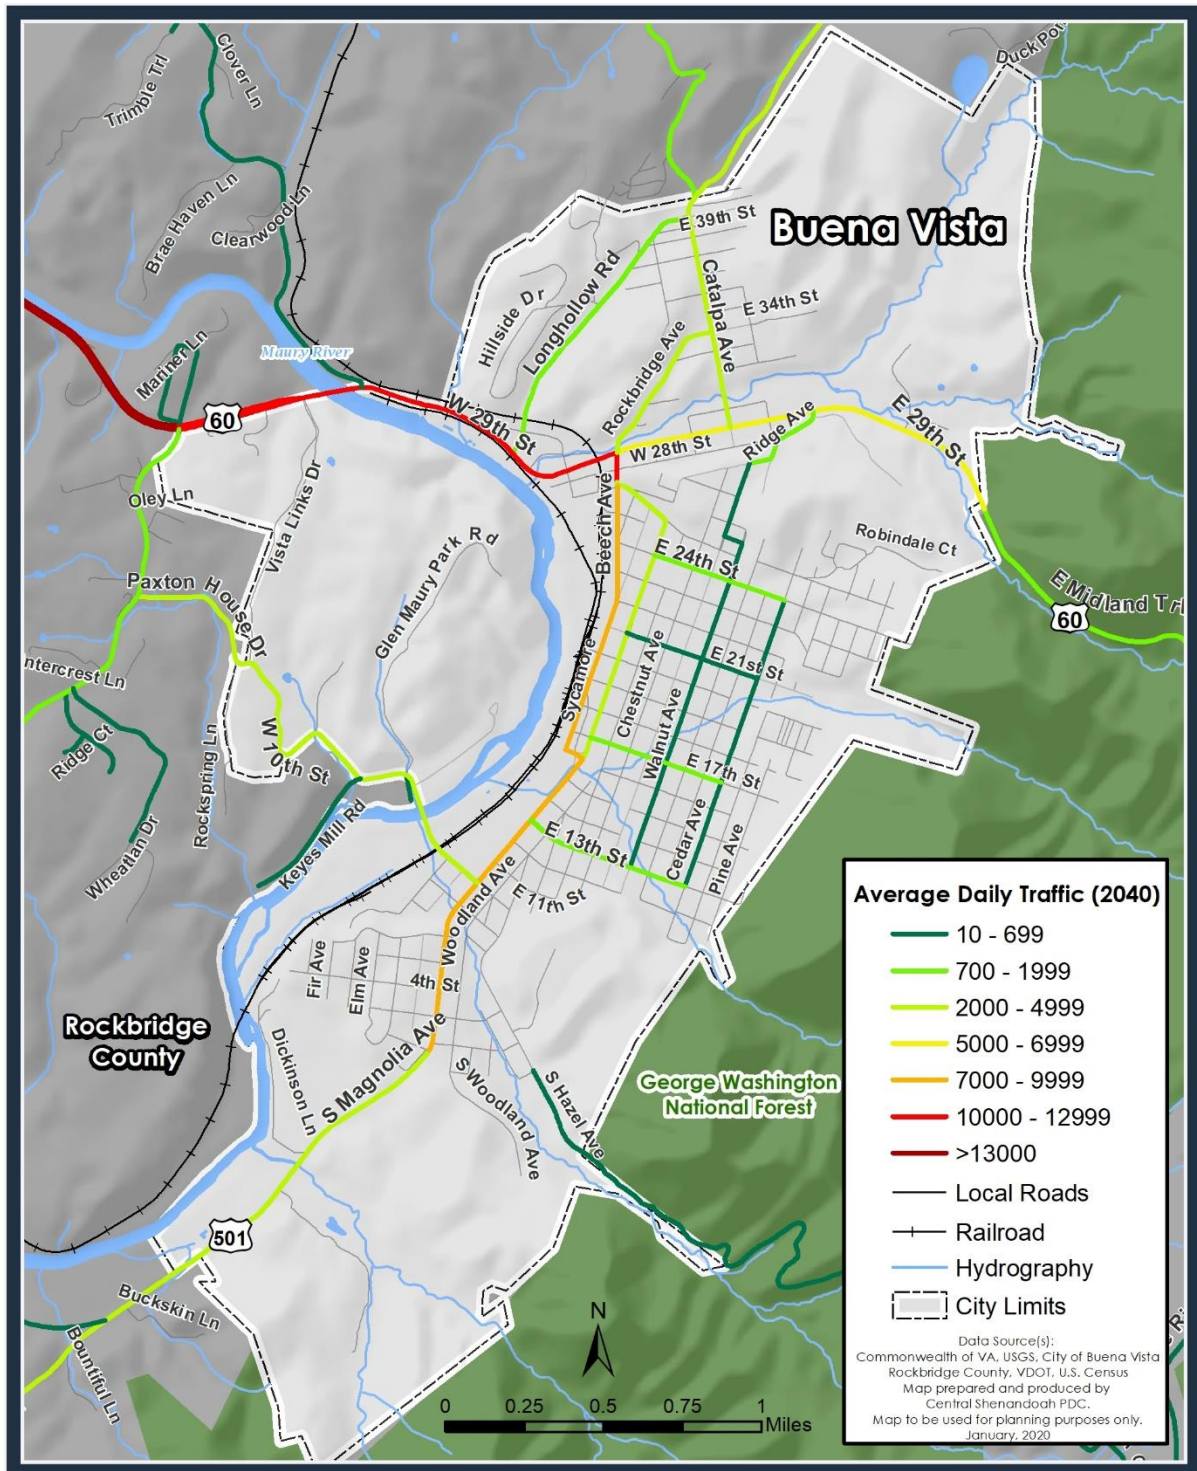 Duck Po
Clover Ln
Trimble Trl
Brae Haven Ln
Clearwood Ln
E 39th St
Buena Vista
Longhollow Rd
Catalpa Ave
E 34th St
Hillside Dr
Rockbridge Ave
Maury River
Mariner Ln
60
W 29th St
W 28th St
Ridge Ave
E 29th St
Oley Ln
Vista Links Dr
Beech Ave
Robindale Ct
E 24th St
Glen Maury Park Rd
E Midland Trl
60
Paxton House Dr
ntercrest Ln
Sycamore
Chestnut Ave
E 21st St
Walnut Ave
Ridge Ct
Rockspring Ln
W 10th St
E 17th St
Wheatlan Dr
Keyes Mill Rd
E 13th St
Cedar Ave
Pine Ave
E 11th St
Woodland Ave
Fir Ave
Elm Ave
4th St
Rockbridge
County
Dickinson Ln
S Magnolia Ave
S Woodland Ave
S Hazel Ave
George Washington
National Forest
501
Buckskin Ln
Bountiful Ln
N
0 0.25 0.5 0.75 1
Miles
Average Daily Traffic (2040)
10 - 699
700 - 1999
2000 - 4999
5000 - 6999
7000 - 9999
10000 - 12999
>13000
Local Roads
Railroad
Hydrography
City Limits
Data Source(s):
Commonwealth of VA, USGS, City of Buena Vista
Rockbridge County, VDOT, U.S. Census
Map prepared and produced by
Central Shenandoah PDC.
Map to be used for planning purposes only.
January, 2020